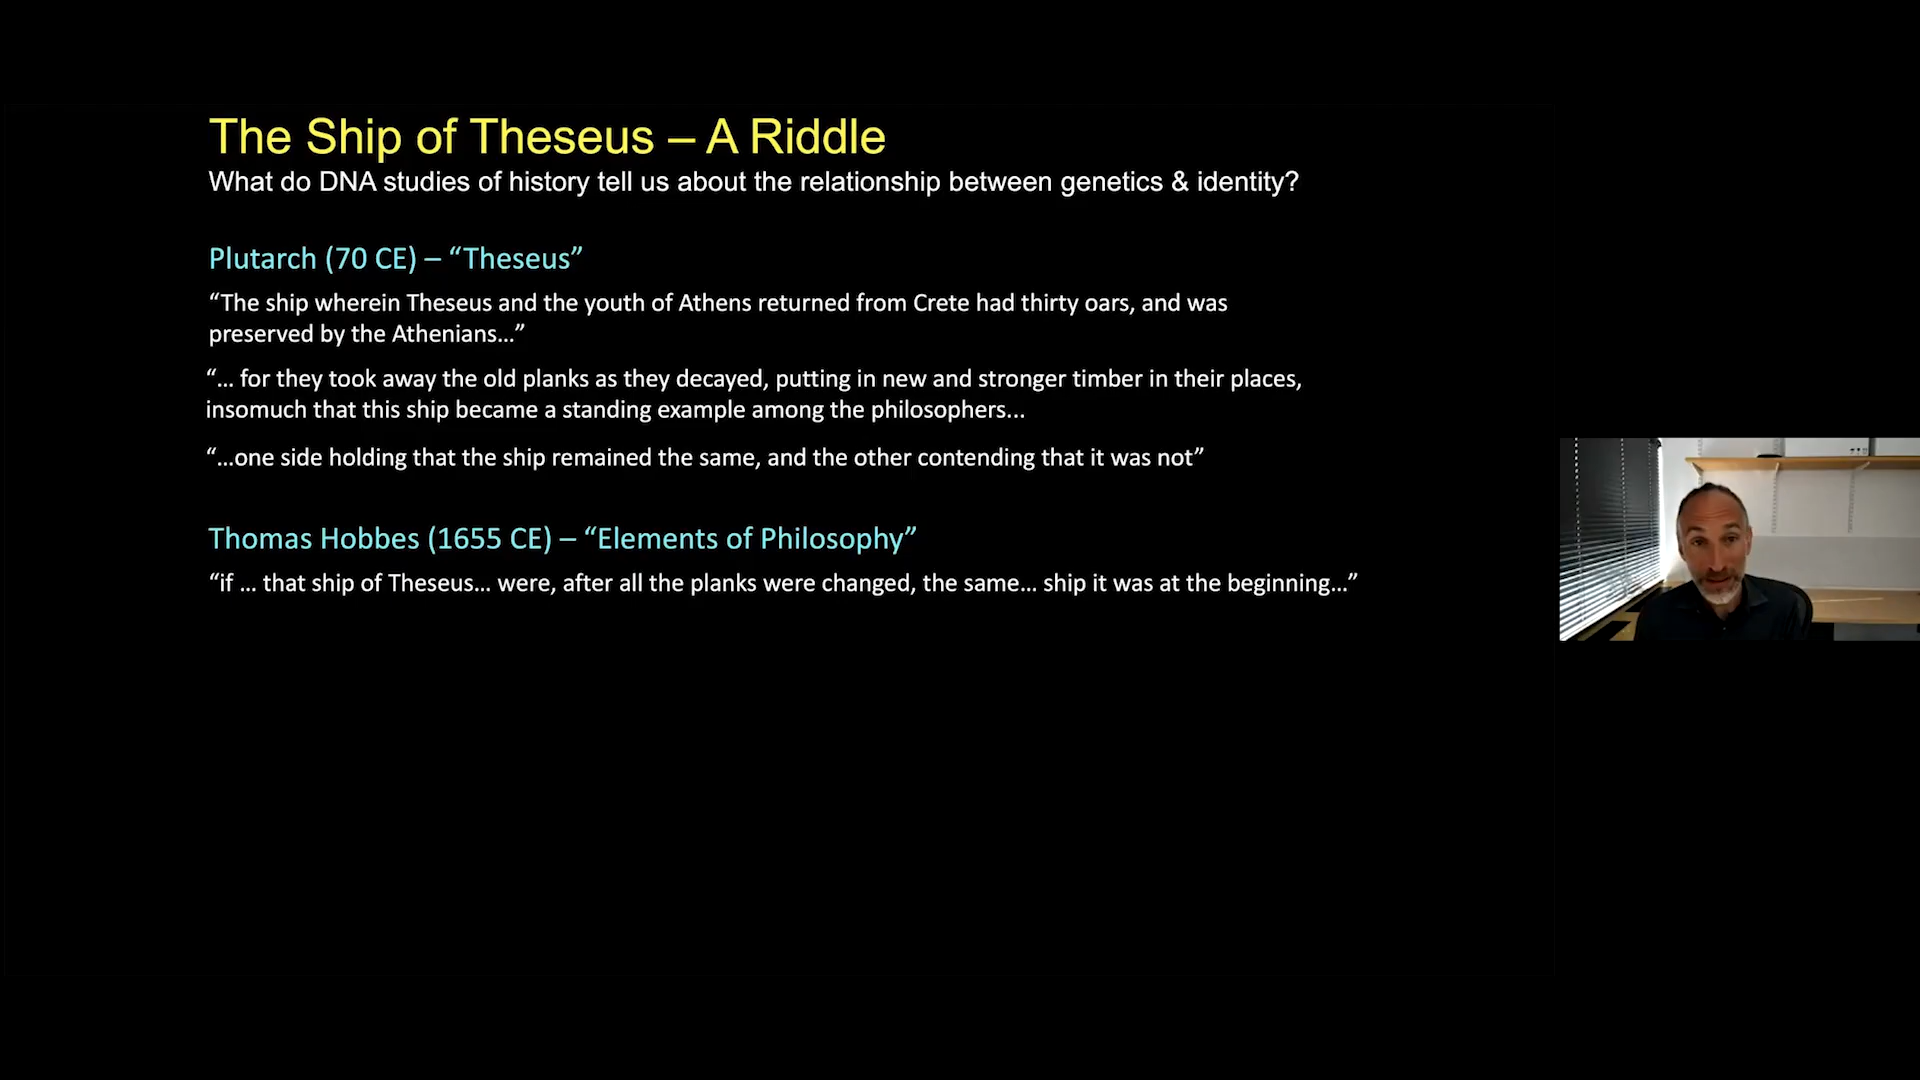 The Ship of Theseus – A Riddle
What do DNA studies of history tell us about the relationship between genetics & identity?
Plutarch (70 CE) – “Theseus”
“The ship wherein Theseus and the youth of Athens returned from Crete had thirty oars, and was
preserved by the Athenians...”
“... for they took away the old planks as they decayed, putting in new and stronger timber in their places,
insomuch that this ship became a standing example among the philosophers...
“...one side holding that the ship remained the same, and the other contending that it was not”
Thomas Hobbes (1655 CE) – “Elements of Philosophy”
“if ... that ship of Theseus... were, after all the planks were changed, the same... ship it was at the beginning...”